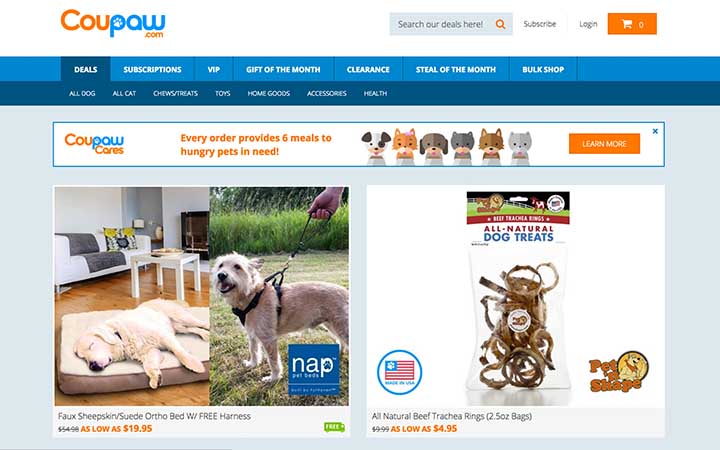 Coupaw
.com
Search our deals here!
Subscribe
Login
0
DEALS
SUBSCRIPTIONS
VIP
GIFT OF THE MONTH
CLEARANCE
STEAL OF THE MONTH
BULK SHOP
ALL DOG
ALL CAT
CHEWS/TREATS
TOYS
HOME GOODS
ACCESSORIES
HEALTH
Coupaw
Cares
Every order provides 6 meals to
hungry pets in need!
LEARN MORE
nap
pet beds
BEEF TRACHEA RINGS
ALL-NATURAL
DOG TREATS
MADE IN USA
Pet 'n
Shape
Faux Sheepskin/Suede Ortho Bed W/ FREE Harness
$54.98 AS LOW AS $19.95
FREE
All Natural Beef Trachea Rings (2.5oz Bags)
$9.99 AS LOW AS $4.95